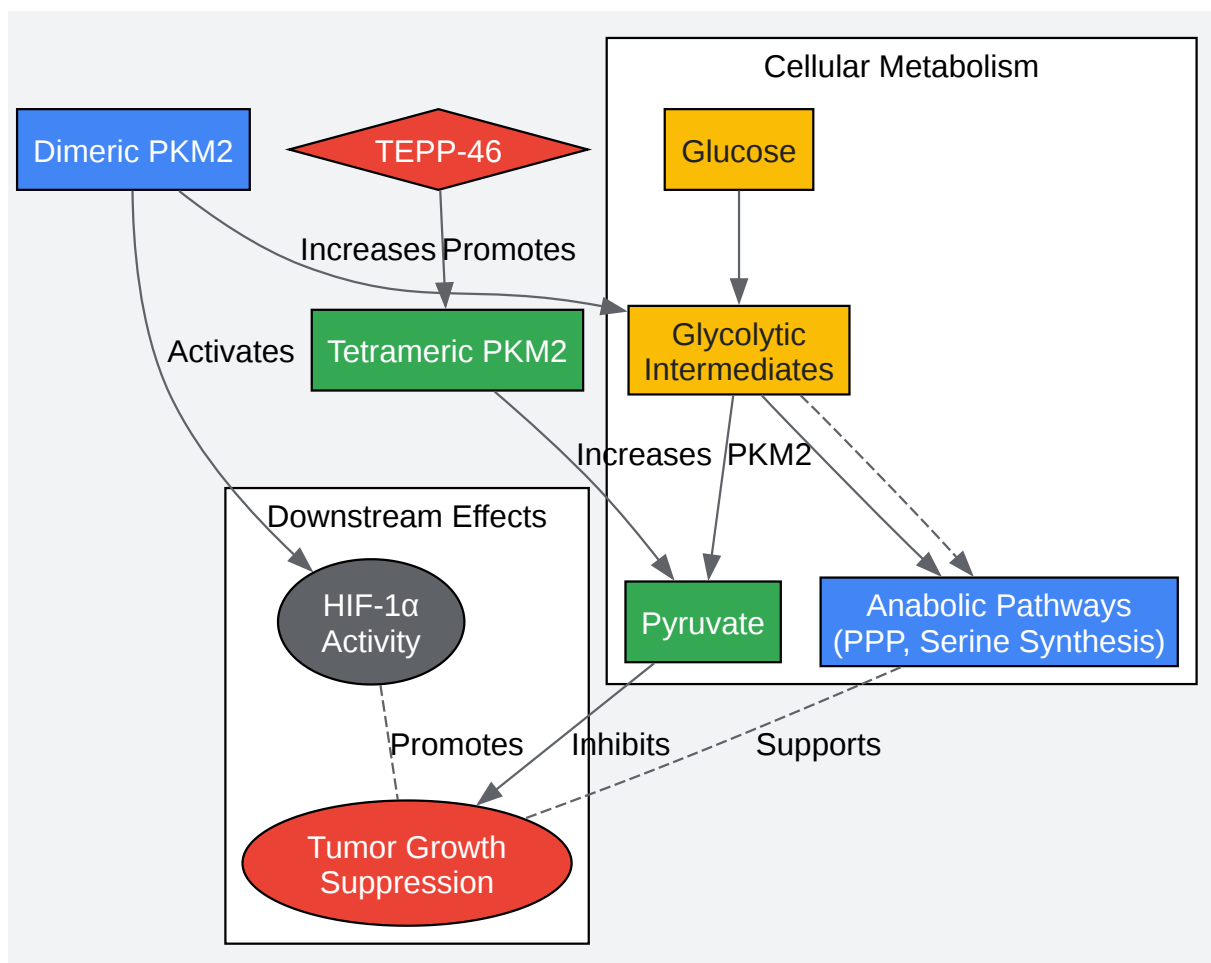 Cellular Metabolism
Dimeric PKM2
TEPP-46
Glucose
Increases
Promotes
Activates
Tetrameric PKM2
Glycolytic
Intermediates
Increases
PKM2
Downstream Effects
HIF-1α
Activity
Pyruvate
Anabolic Pathways
(PPP, Serine Synthesis)
Promotes
Inhibits
Supports
Tumor Growth
Suppression